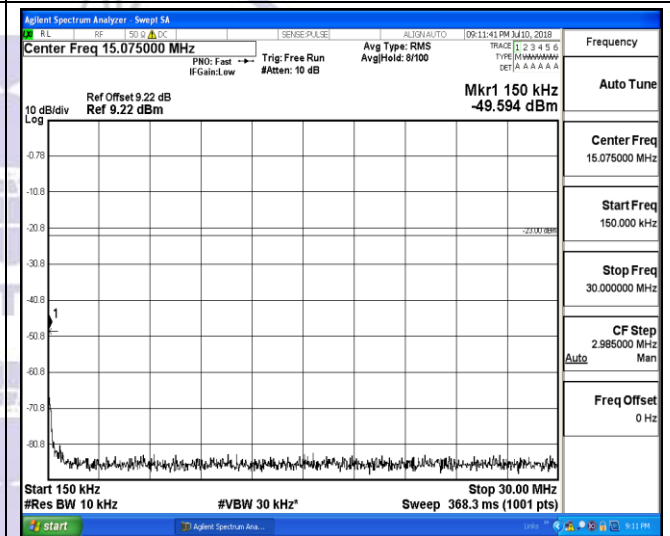 Agilent Spectrum Analyzer - Swept SA
RL RF 50 Ω DC SENSE:PULSE ALIGN AUTO 09:11:41 PM Jul 10, 2018
Center Freq 15.075000 MHz
PNO: Fast
IFGain:Low
Trig: Free Run
#Atten: 10 dB
Avg Type: RMS
Avg|Hold: 8/100
TRACE 1 2 3 4 5 6
TYPE MWWWWW
DET A A A A A A
Frequency
Mkr1 150 kHz
-49.594 dBm
Ref Offset 9.22 dB
10 dB/div Ref 9.22 dBm
Log
-0.78
-10.8
-20.8
-23.00 dBm
-30.8
-40.8
1
-50.8
-60.8
-70.8
-80.8
Start 150 kHz Stop 30.00 MHz
#Res BW 10 kHz #VBW 30 kHz* Sweep 368.3 ms (1001 pts)
Auto Tune
Center Freq
15.075000 MHz
Start Freq
150.000 kHz
Stop Freq
30.000000 MHz
CF Step
2.985000 MHz
Auto Man
Freq Offset
0 Hz
start Agilent Spectrum Ana... Links » 9:11 PM